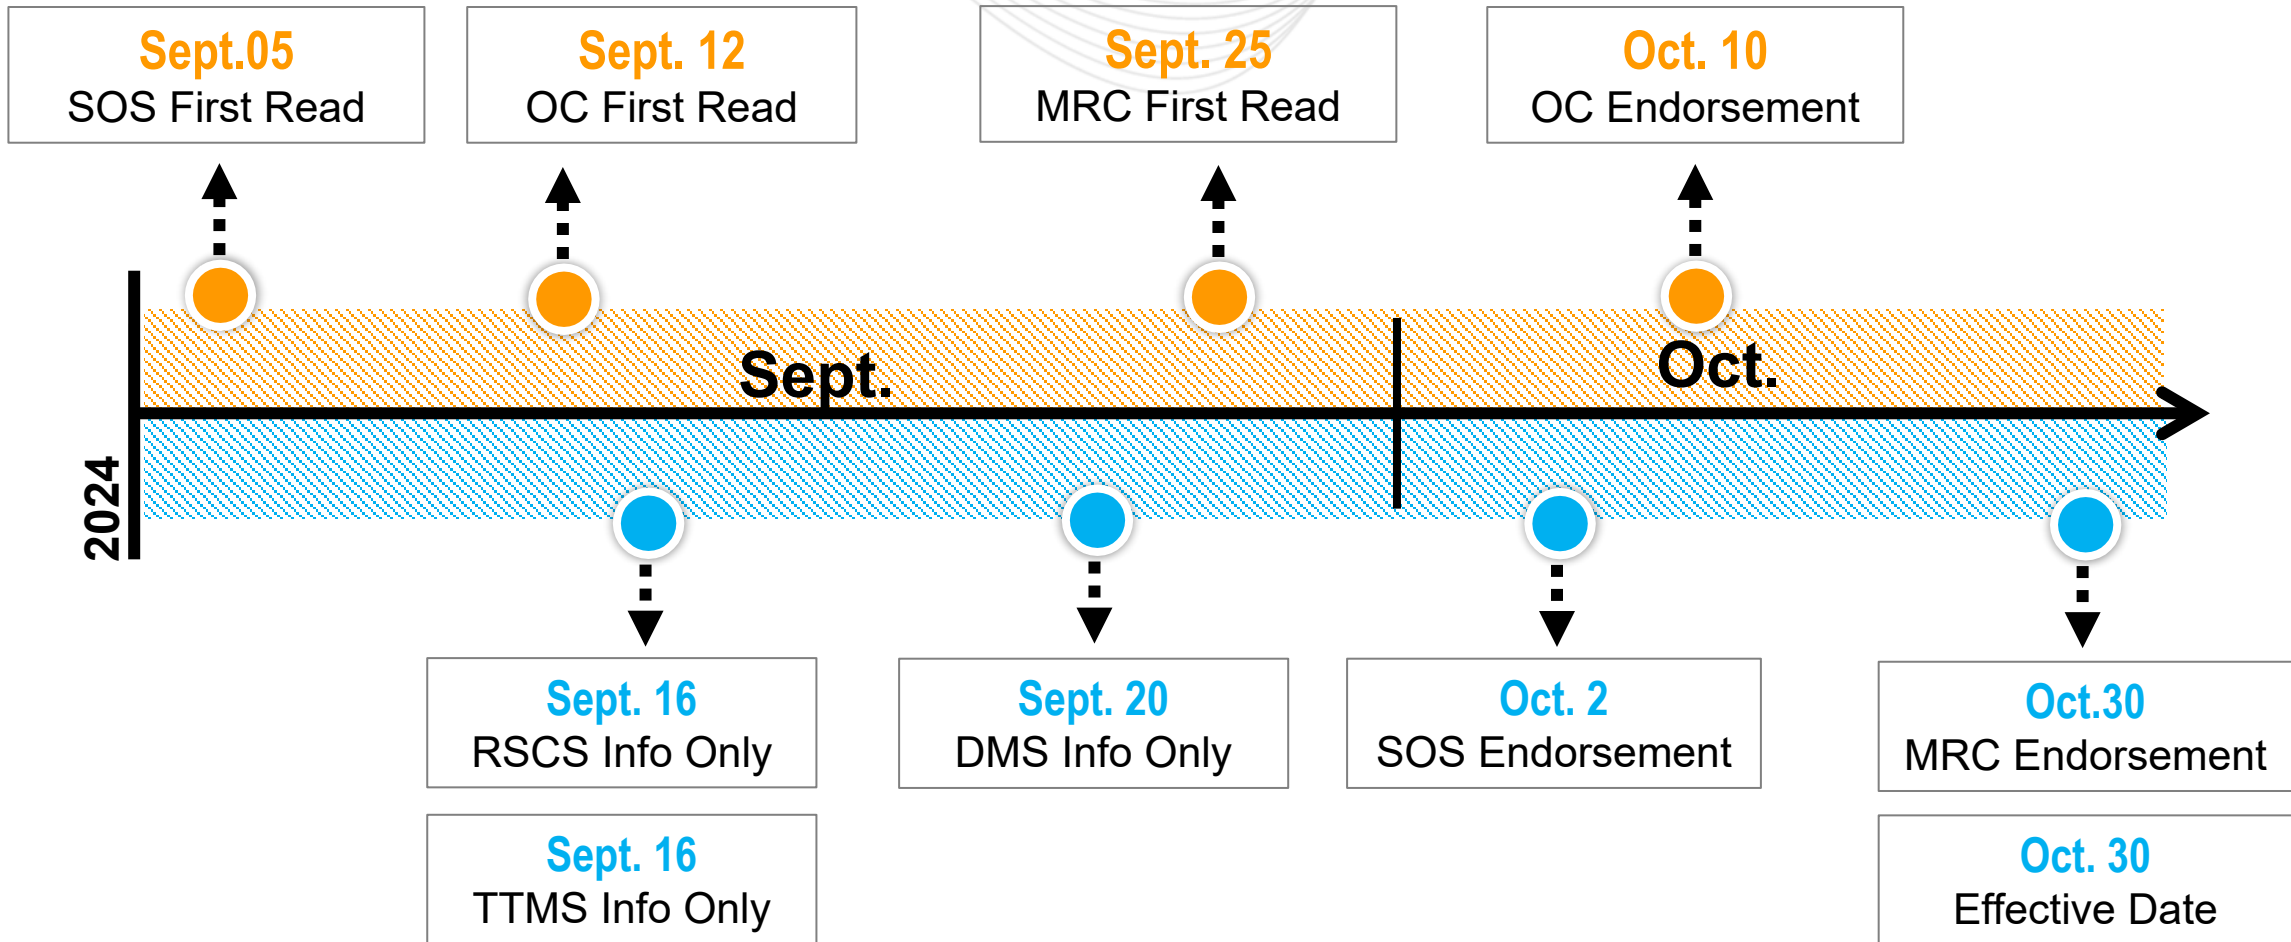 Sept.05
SOS First Read
Sept. 12
OC First Read
Sept. 25
MRC First Read
Oct. 10
OC Endorsement
Sept.
Oct.
2024
Sept. 16
RSCS Info Only
Sept. 20
DMS Info Only
Oct. 2
SOS Endorsement
Oct.30
MRC Endorsement
Sept. 16
TTMS Info Only
Oct. 30
Effective Date